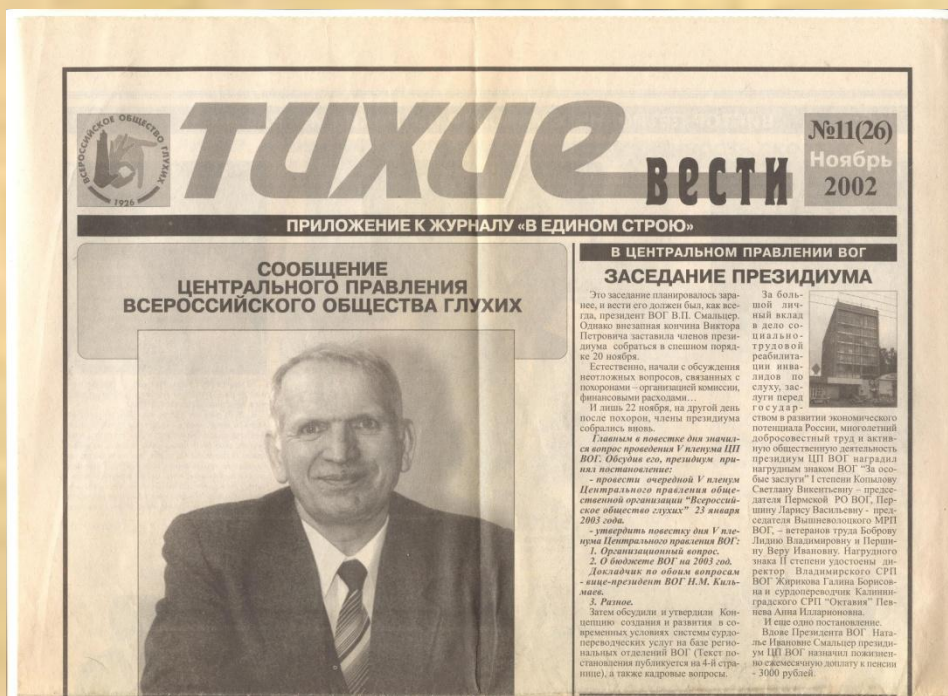 ВСЕРОССИЙСКОЕ ОБЩЕСТВО ГЛУХИХ
1926
тихие
вести
№11(26)
Ноябрь
2002
ПРИЛОЖЕНИЕ К ЖУРНАЛУ «В ЕДИНОМ СТРОЮ»
СООБЩЕНИЕ
ЦЕНТРАЛЬНОГО ПРАВЛЕНИЯ
ВСЕРОССИЙСКОГО ОБЩЕСТВА ГЛУХИХ
В ЦЕНТРАЛЬНОМ ПРАВЛЕНИИ ВОГ
ЗАСЕДАНИЕ ПРЕЗИДИУМА
Это заседание планировалось зара-
нее, и вести его должен был, как все-
гда, президент ВОГ В.П. Смальцер.
Однако внезапная кончина Виктора
Петровича заставила членов прези-
диума собраться в спешном поряд-
ке 20 ноября.
Естественно, начали с обсуждения
неотложных вопросов, связанных с
похоронами – организацией комиссии,
финансовыми расходами…
И лишь 22 ноября, на другой день
после похорон, члены президиума
собрались вновь.
Главным в повестке дня значил-
ся вопрос проведения V пленума ЦП
ВОГ. Обсудив его, президиум при-
нял постановление:
- провести очередной V пленум
Центрального правления обще-
ственной организации “Всероссий-
ское общество глухих” 23 января
2003 года.
- утвердить повестку дня V пле-
нума Центрального правления ВОГ:
1. Организационный вопрос.
2. О бюджете ВОГ на 2003 год.
Докладчик по обоим вопросам
- вице-президент ВОГ Н.М. Киль-
маев.
3. Разное.
Затем обсудили и утвердили Кон-
цепцию создания и развития в со-
временных условиях системы сурдо-
переводческих услуг на базе регио-
нальных отделений ВОГ (Текст по-
становления публикуется на 4-й стра-
нице), а также кадровые вопросы.
За боль-
шой лич-
ный вклад
в дело со-
циально-
трудовой
реабилита-
ции инва-
лидов по
слуху, зас-
луги перед
государ-
ством в развитии экономического
потенциала России, многолетний
добросовестный труд и актив-
ную общественную деятельность
президиум ЦП ВОГ наградил
нагрудным знаком ВОГ “За осо-
бые заслуги” I степени Копылову
Светлану Викентьевну – предсе-
дателя Пермской РО ВОГ, Пер-
шину Ларису Васильевну - пред-
седателя Вышневолоцкого МРП
ВОГ, – ветеранов труда Боброву
Лидию Владимировну и Перши-
ну Веру Ивановну. Нагрудного
знака II степени удостоены ди-
ректор Владимирского СРП
ВОГ Жирякова Галина Борисов-
на и сурдопереводчик Калинин-
градского СРП “Октавия” Пев-
нева Анна Илларионовна.
И еще одно постановление.
Вдове Президента ВОГ Ната-
лье Ивановне Смальцер президи-
ум ЦП ВОГ назначил пожизнен-
но ежемесячную доплату к пенсии
- 3000 рублей.